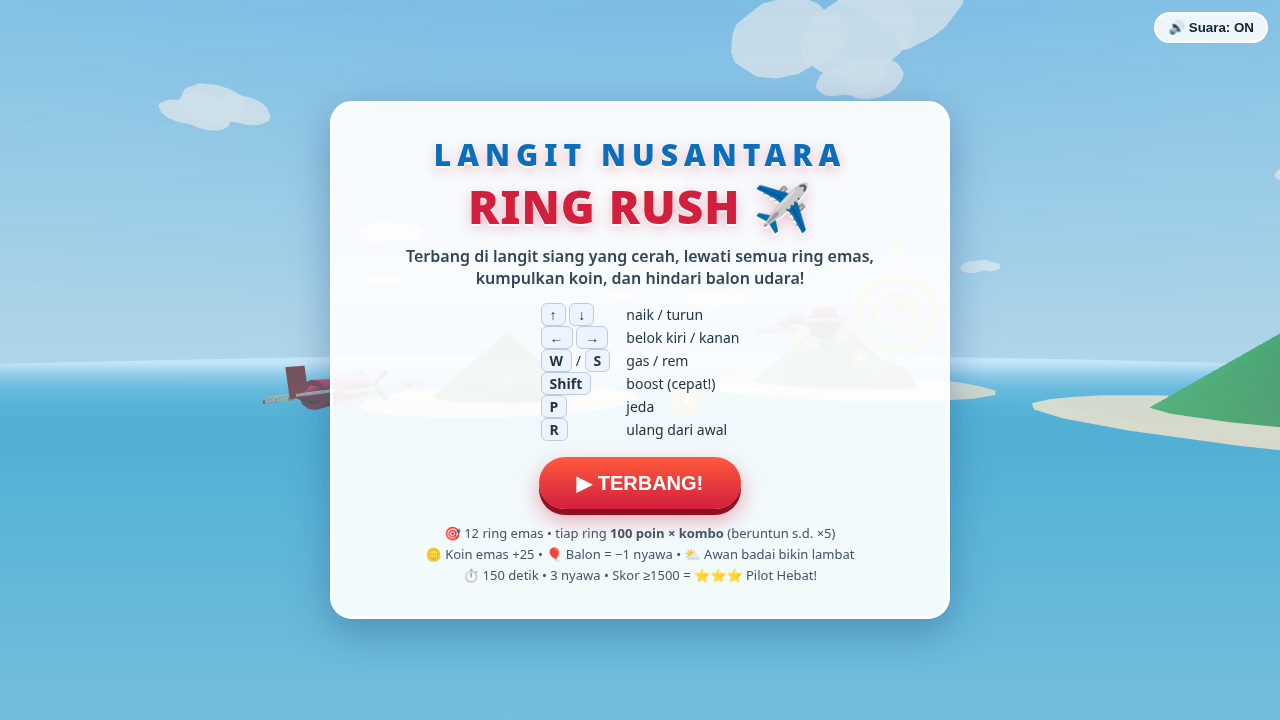 🔊 Suara: ON
LANGIT NUSANTARA
RING RUSH ✈️
Terbang di langit siang yang cerah, lewati semua ring emas,
kumpulkan koin, dan hindari balon udara!
↑ ↓ naik / turun
← → belok kiri / kanan
W / S gas / rem
Shift boost (cepat!)
P jeda
R ulang dari awal
▶ TERBANG!
🎯 12 ring emas • tiap ring 100 poin × kombo (beruntun s.d. ×5)
🪙 Koin emas +25 • 🎈 Balon = −1 nyawa • ⛅ Awan badai bikin lambat
⏱️ 150 detik • 3 nyawa • Skor ≥1500 = ⭐⭐⭐ Pilot Hebat!